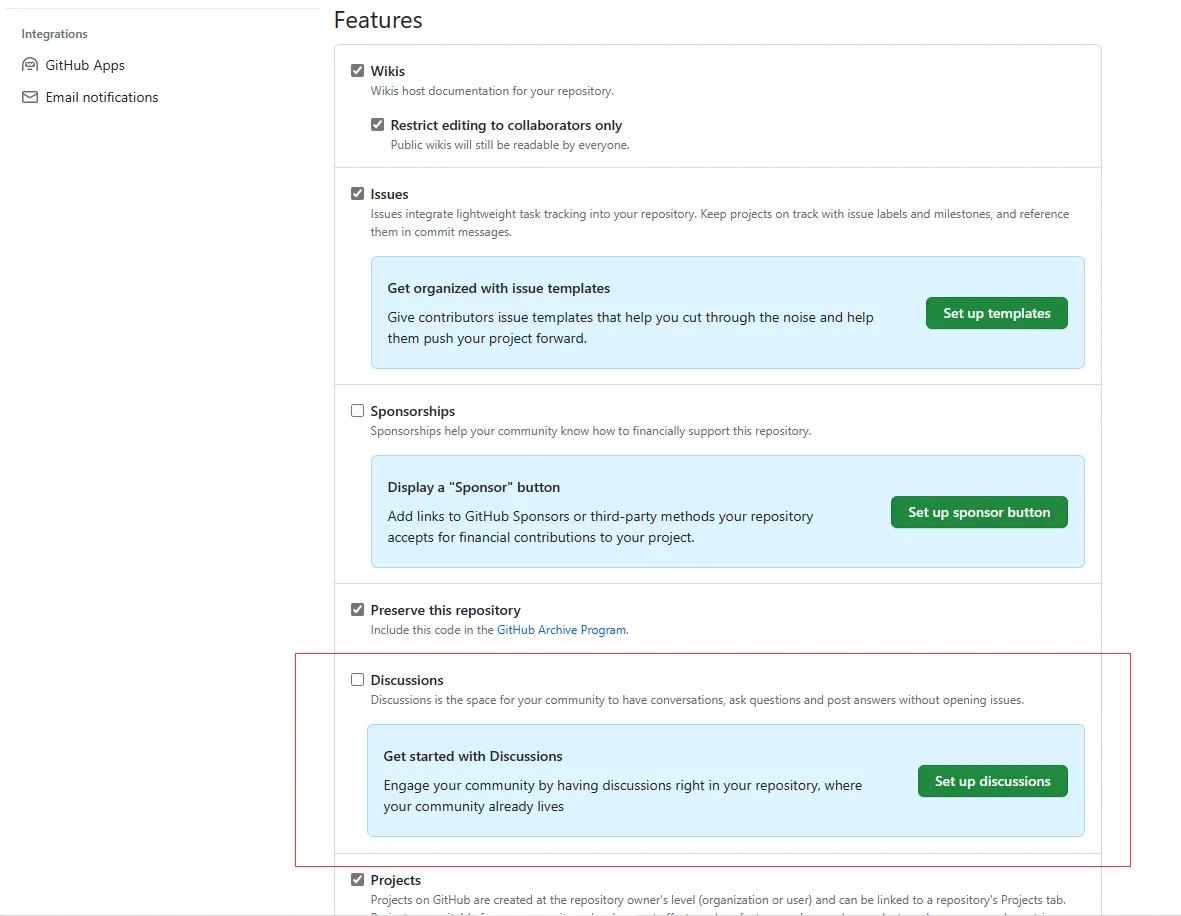 Integrations
GitHub Apps
Email notifications
Features
Wikis
Wikis host documentation for your repository.
Restrict editing to collaborators only
Public wikis will still be readable by everyone.
Issues
Issues integrate lightweight task tracking into your repository. Keep projects on track with issue labels and milestones, and reference
them in commit messages.
Get organized with issue templates
Give contributors issue templates that help you cut through the noise and help
them push your project forward.
Set up templates
Sponsorships
Sponsorships help your community know how to financially support this repository.
Display a "Sponsor" button
Add links to GitHub Sponsors or third-party methods your repository
accepts for financial contributions to your project.
Set up sponsor button
Preserve this repository
Include this code in the GitHub Archive Program.
Discussions
Discussions is the space for your community to have conversations, ask questions and post answers without opening issues.
Get started with Discussions
Engage your community by having discussions right in your repository, where
your community already lives
Set up discussions
Projects
Projects on GitHub are created at the repository owner's level (organization or user) and can be linked to a repository's Projects tab.